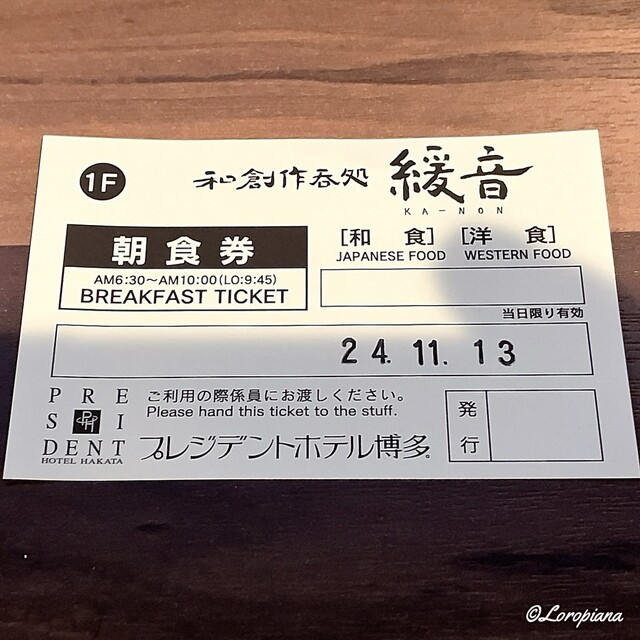 1F
和創作呑処 緩音
KA-NON
朝食券
AM6:30～AM10:00(LO:9:45)
BREAKFAST TICKET
[和 食] [洋 食]
JAPANESE FOOD WESTERN FOOD
当日限り有効
24.11.13
PRE
S PH I
DENT
HOTEL HAKATA
ご利用の際係員にお渡しください。
Please hand this ticket to the stuff.
プレジデントホテル博多
発行
©Loropiana